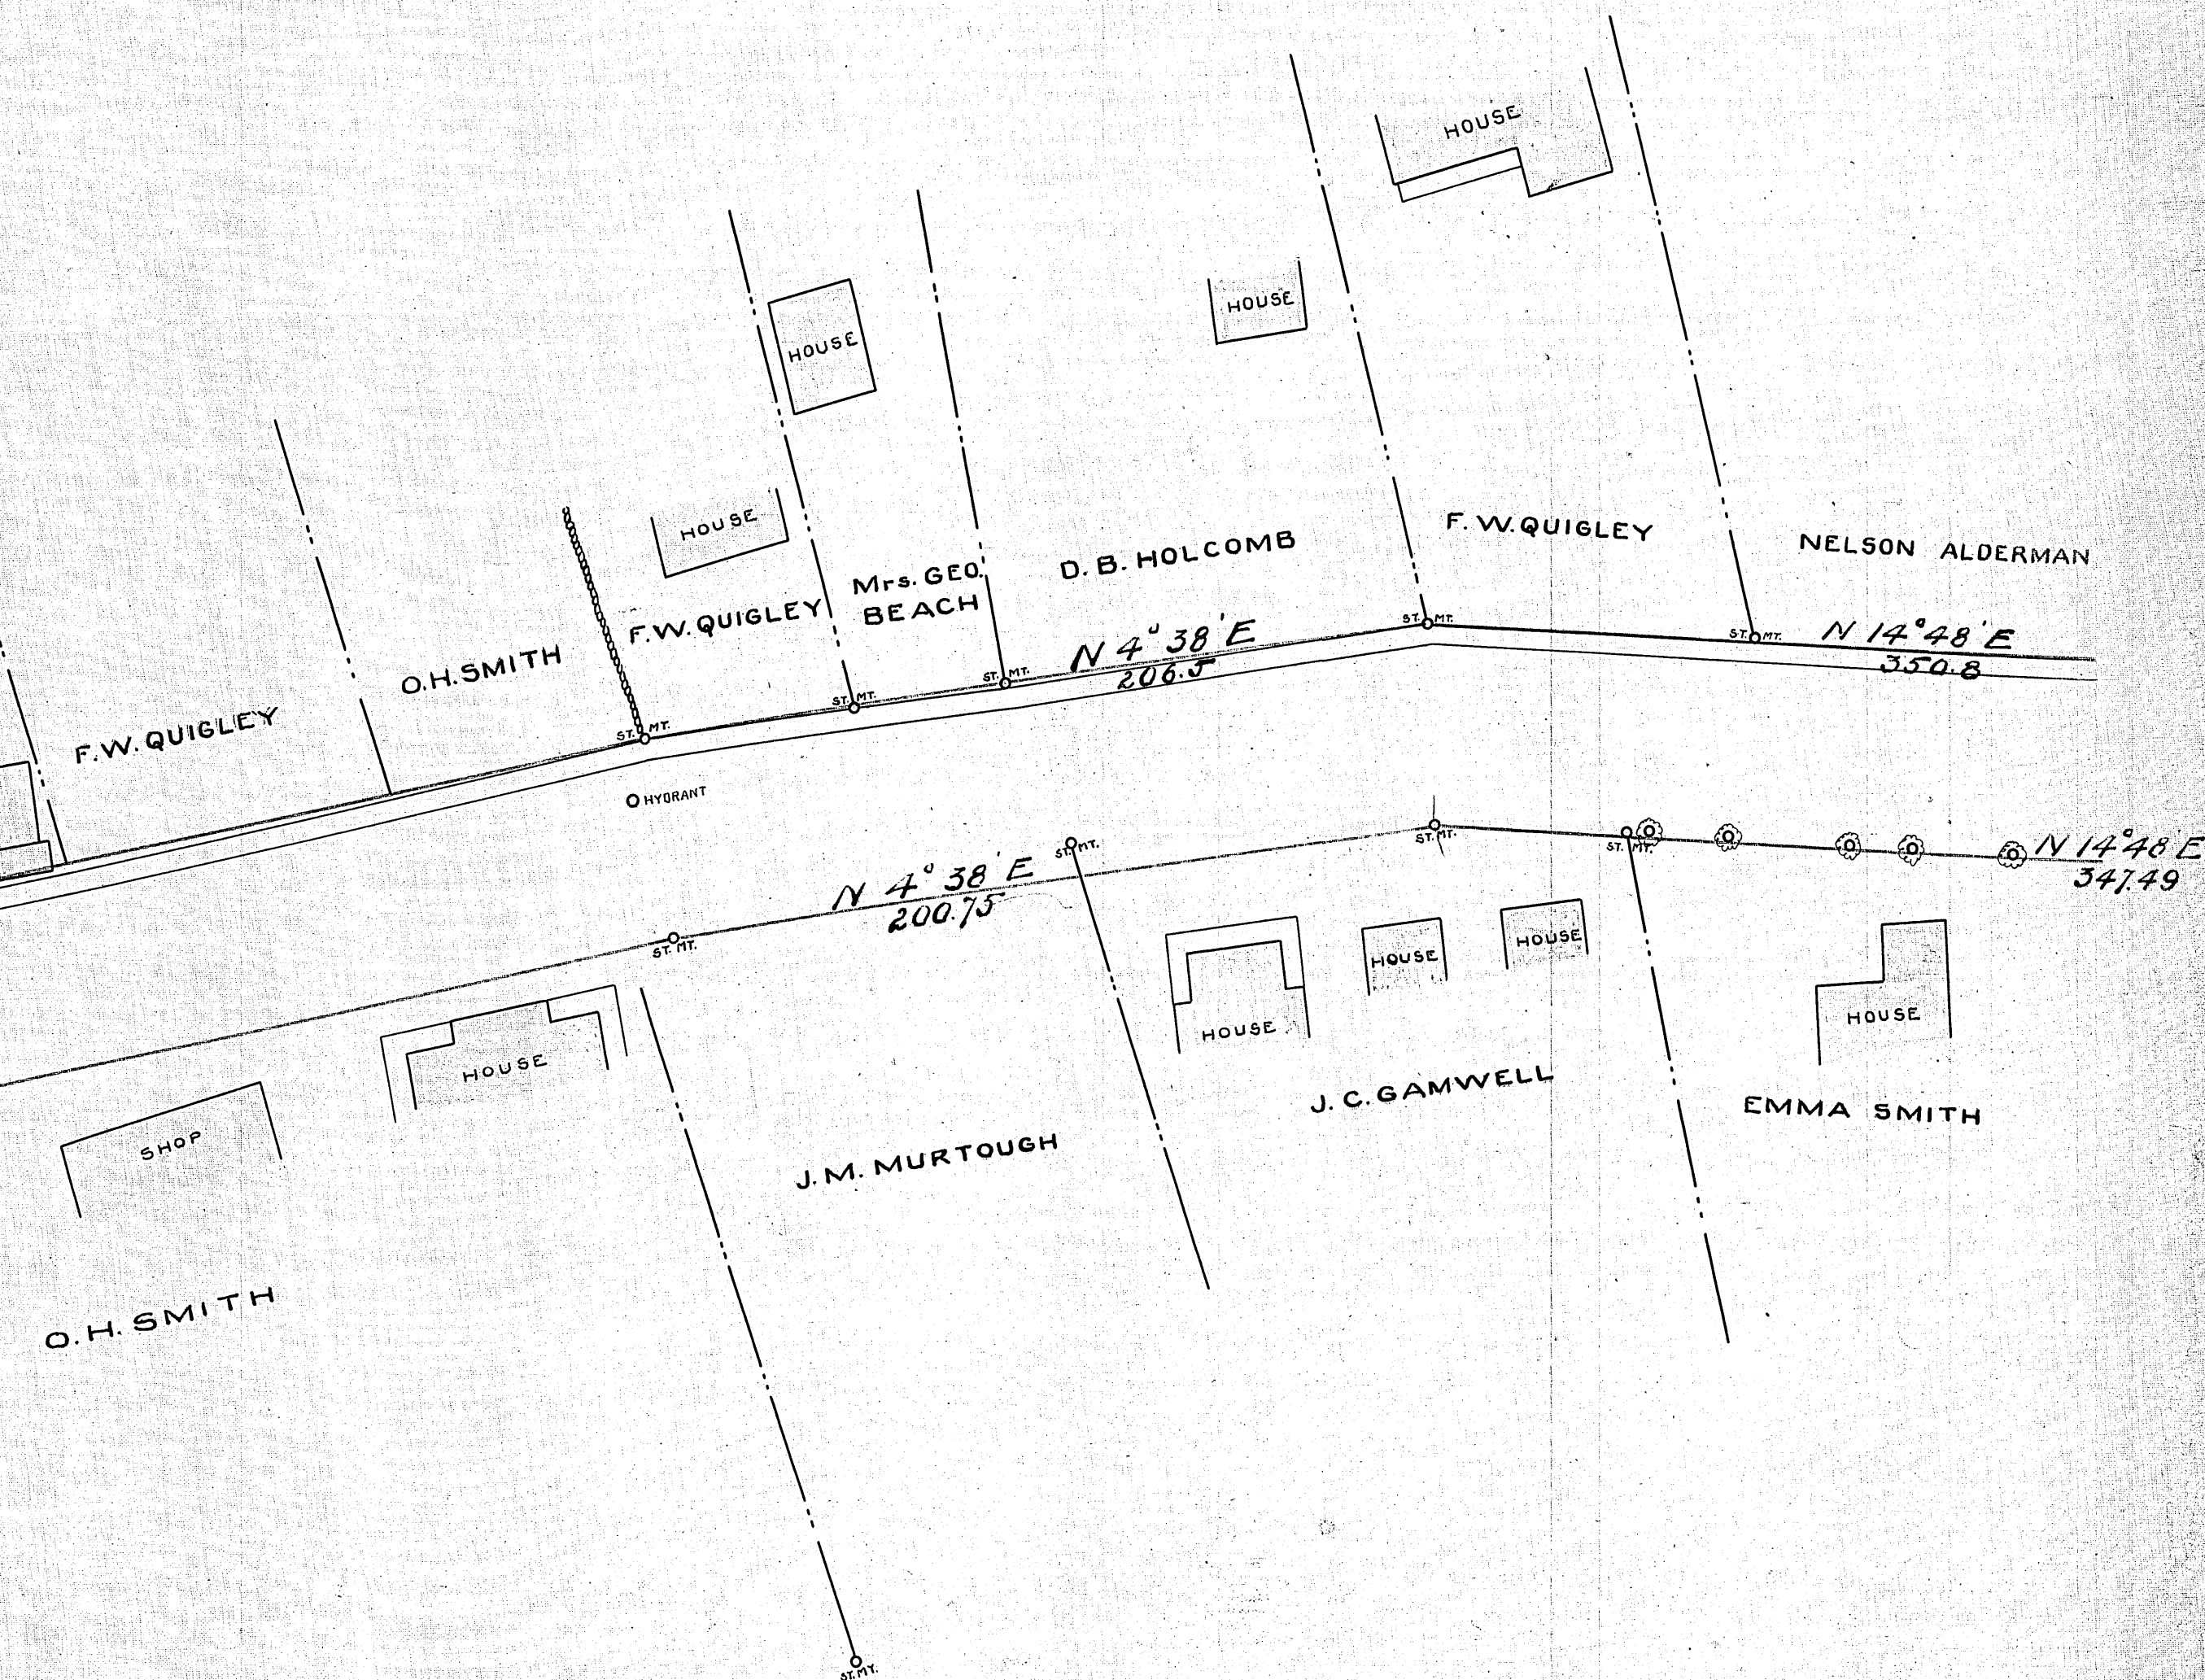 HOUSE
HOUSE
HOUSE
HOUSE
F.W.QUIGLEY
O.H.SMITH
F.W.QUIGLEY
Mrs. GEO.
BEACH
D. B. HOLCOMB
F. W. QUIGLEY
NELSON ALDERMAN
ST. MT.
ST. MT.
ST. MT.
N 4° 38' E
206.5
ST. MT.
ST. MT.
N 14° 48' E
350.8
HYDRANT
ST. MT.
N 4° 38' E
200.75
ST. MT.
ST. MT.
ST. MT.
N 14° 48' E
347.49
SHOP
HOUSE
HOUSE
HOUSE
HOUSE
HOUSE
O.H. SMITH
J. M. MURTOUGH
J. C. GAMWELL
EMMA SMITH
ST. MY.